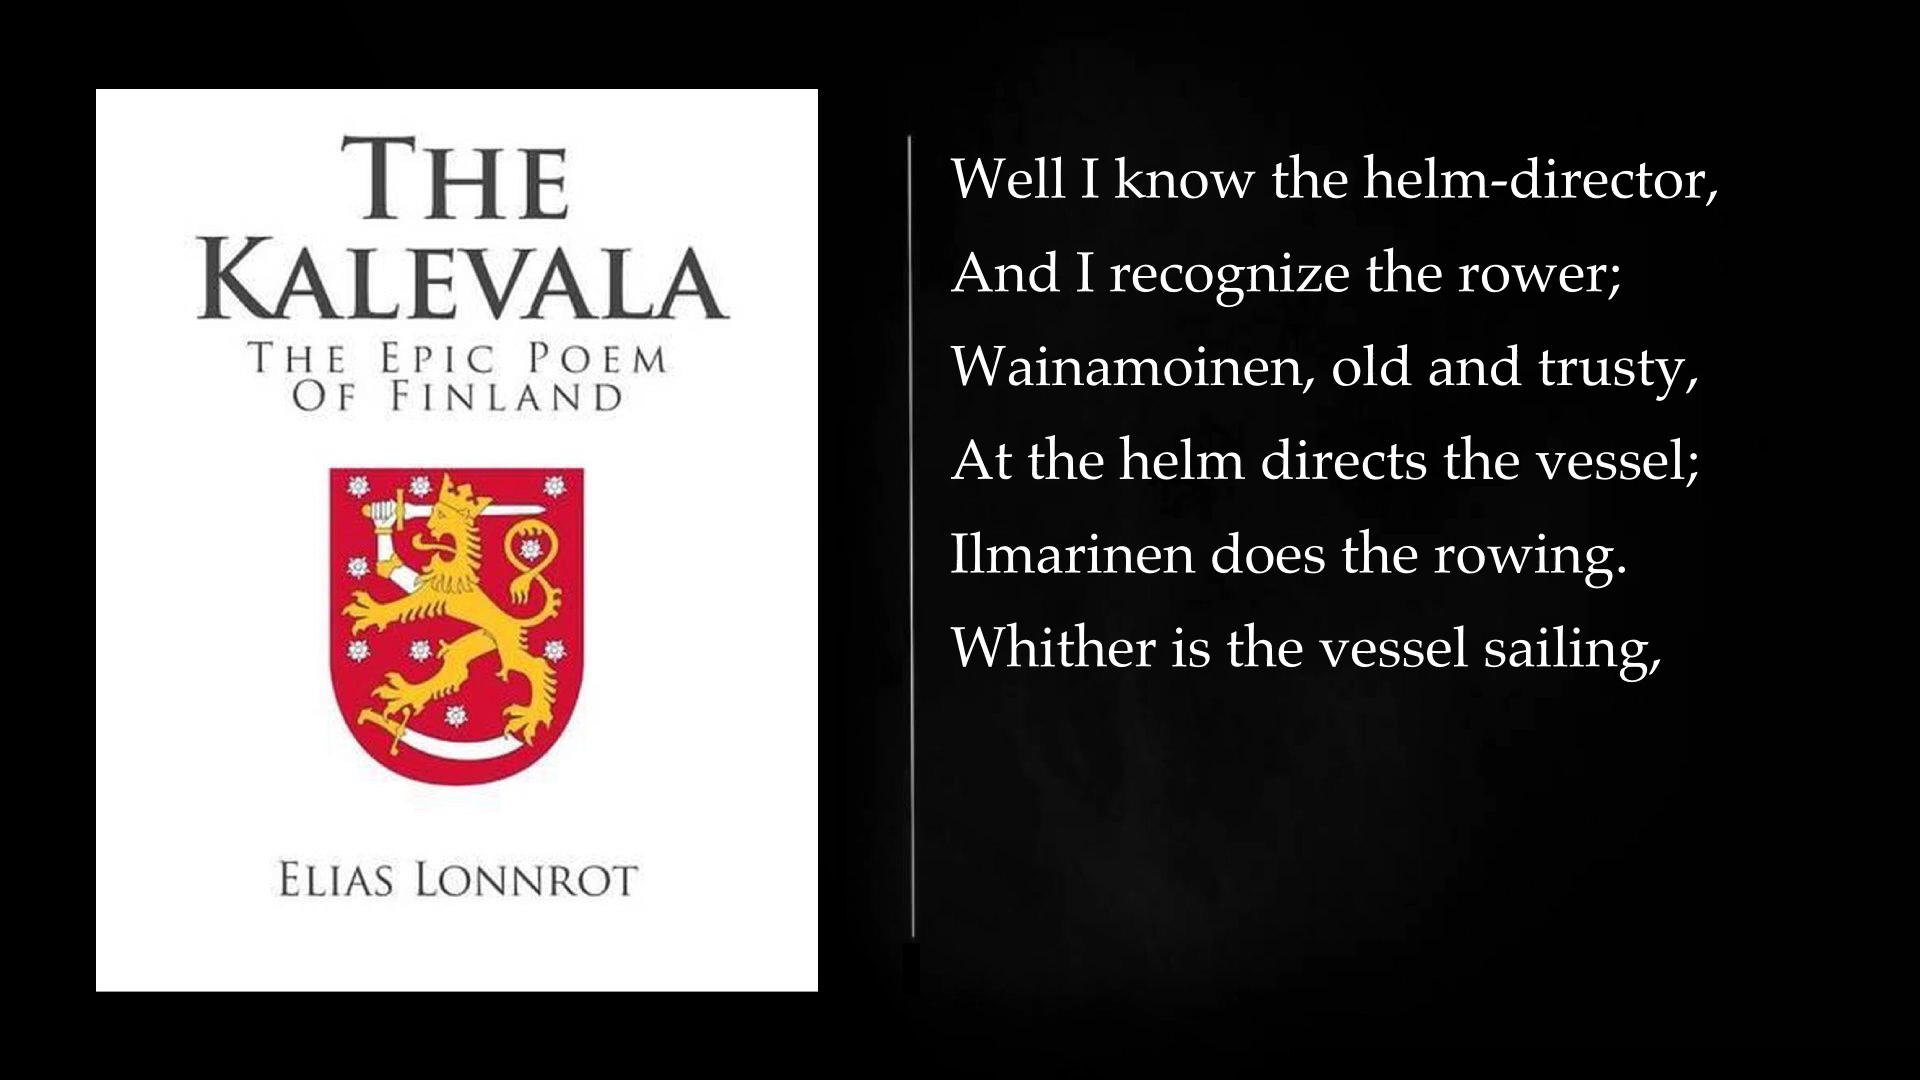 THE
KALEVALA
THE EPIC POEM
OF FINLAND
ELIAS LONNROT
Well I know the helm-director,
And I recognize the rower;
Wainamoinen, old and trusty,
At the helm directs the vessel;
Ilmarinen does the rowing.
Whither is the vessel sailing,